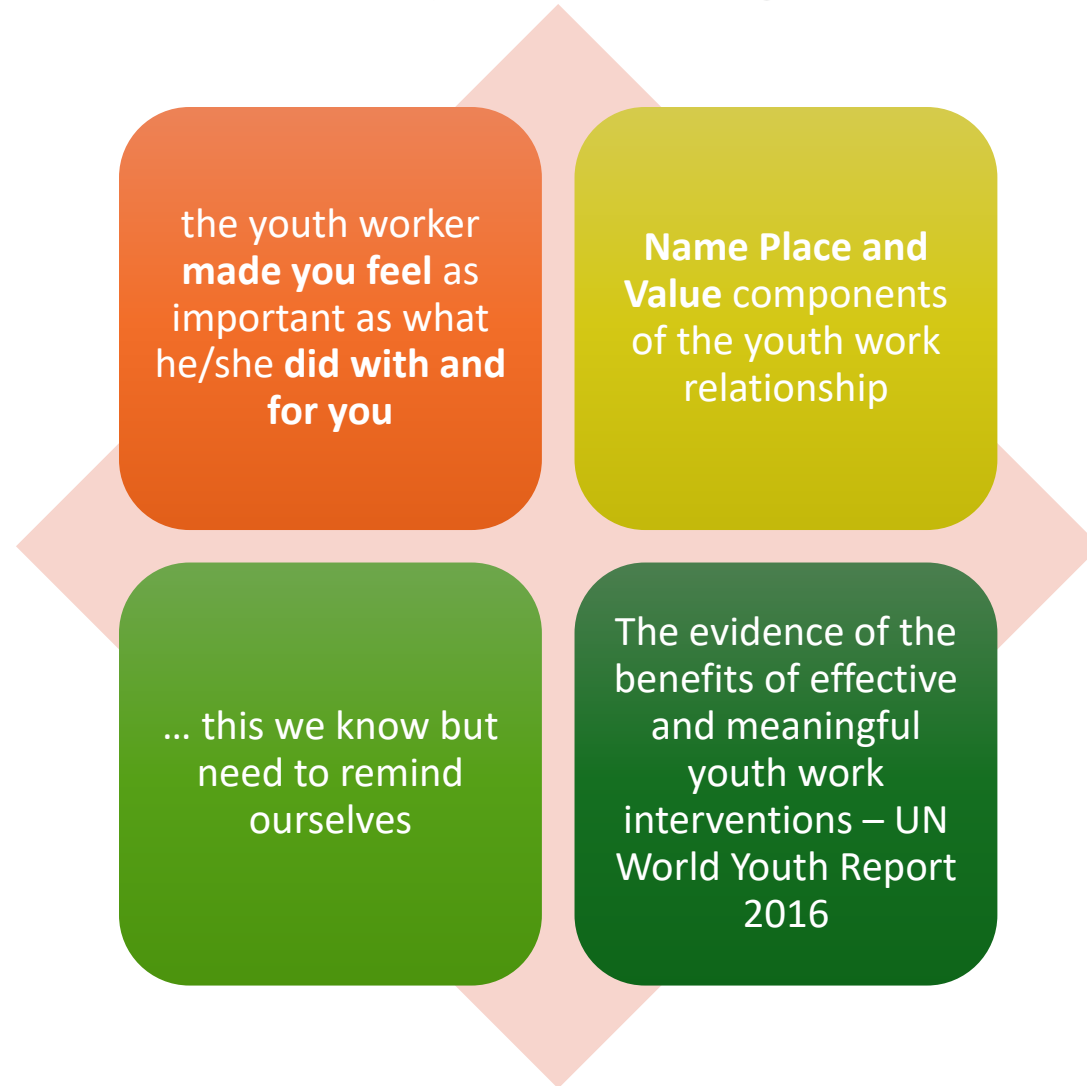 the youth worker
made you feel as
important as what
he/she did with and
for you
Name Place and
Value components
of the youth work
relationship
... this we know but
need to remind
ourselves
The evidence of the
benefits of effective
and meaningful
youth work
interventions – UN
World Youth Report
2016